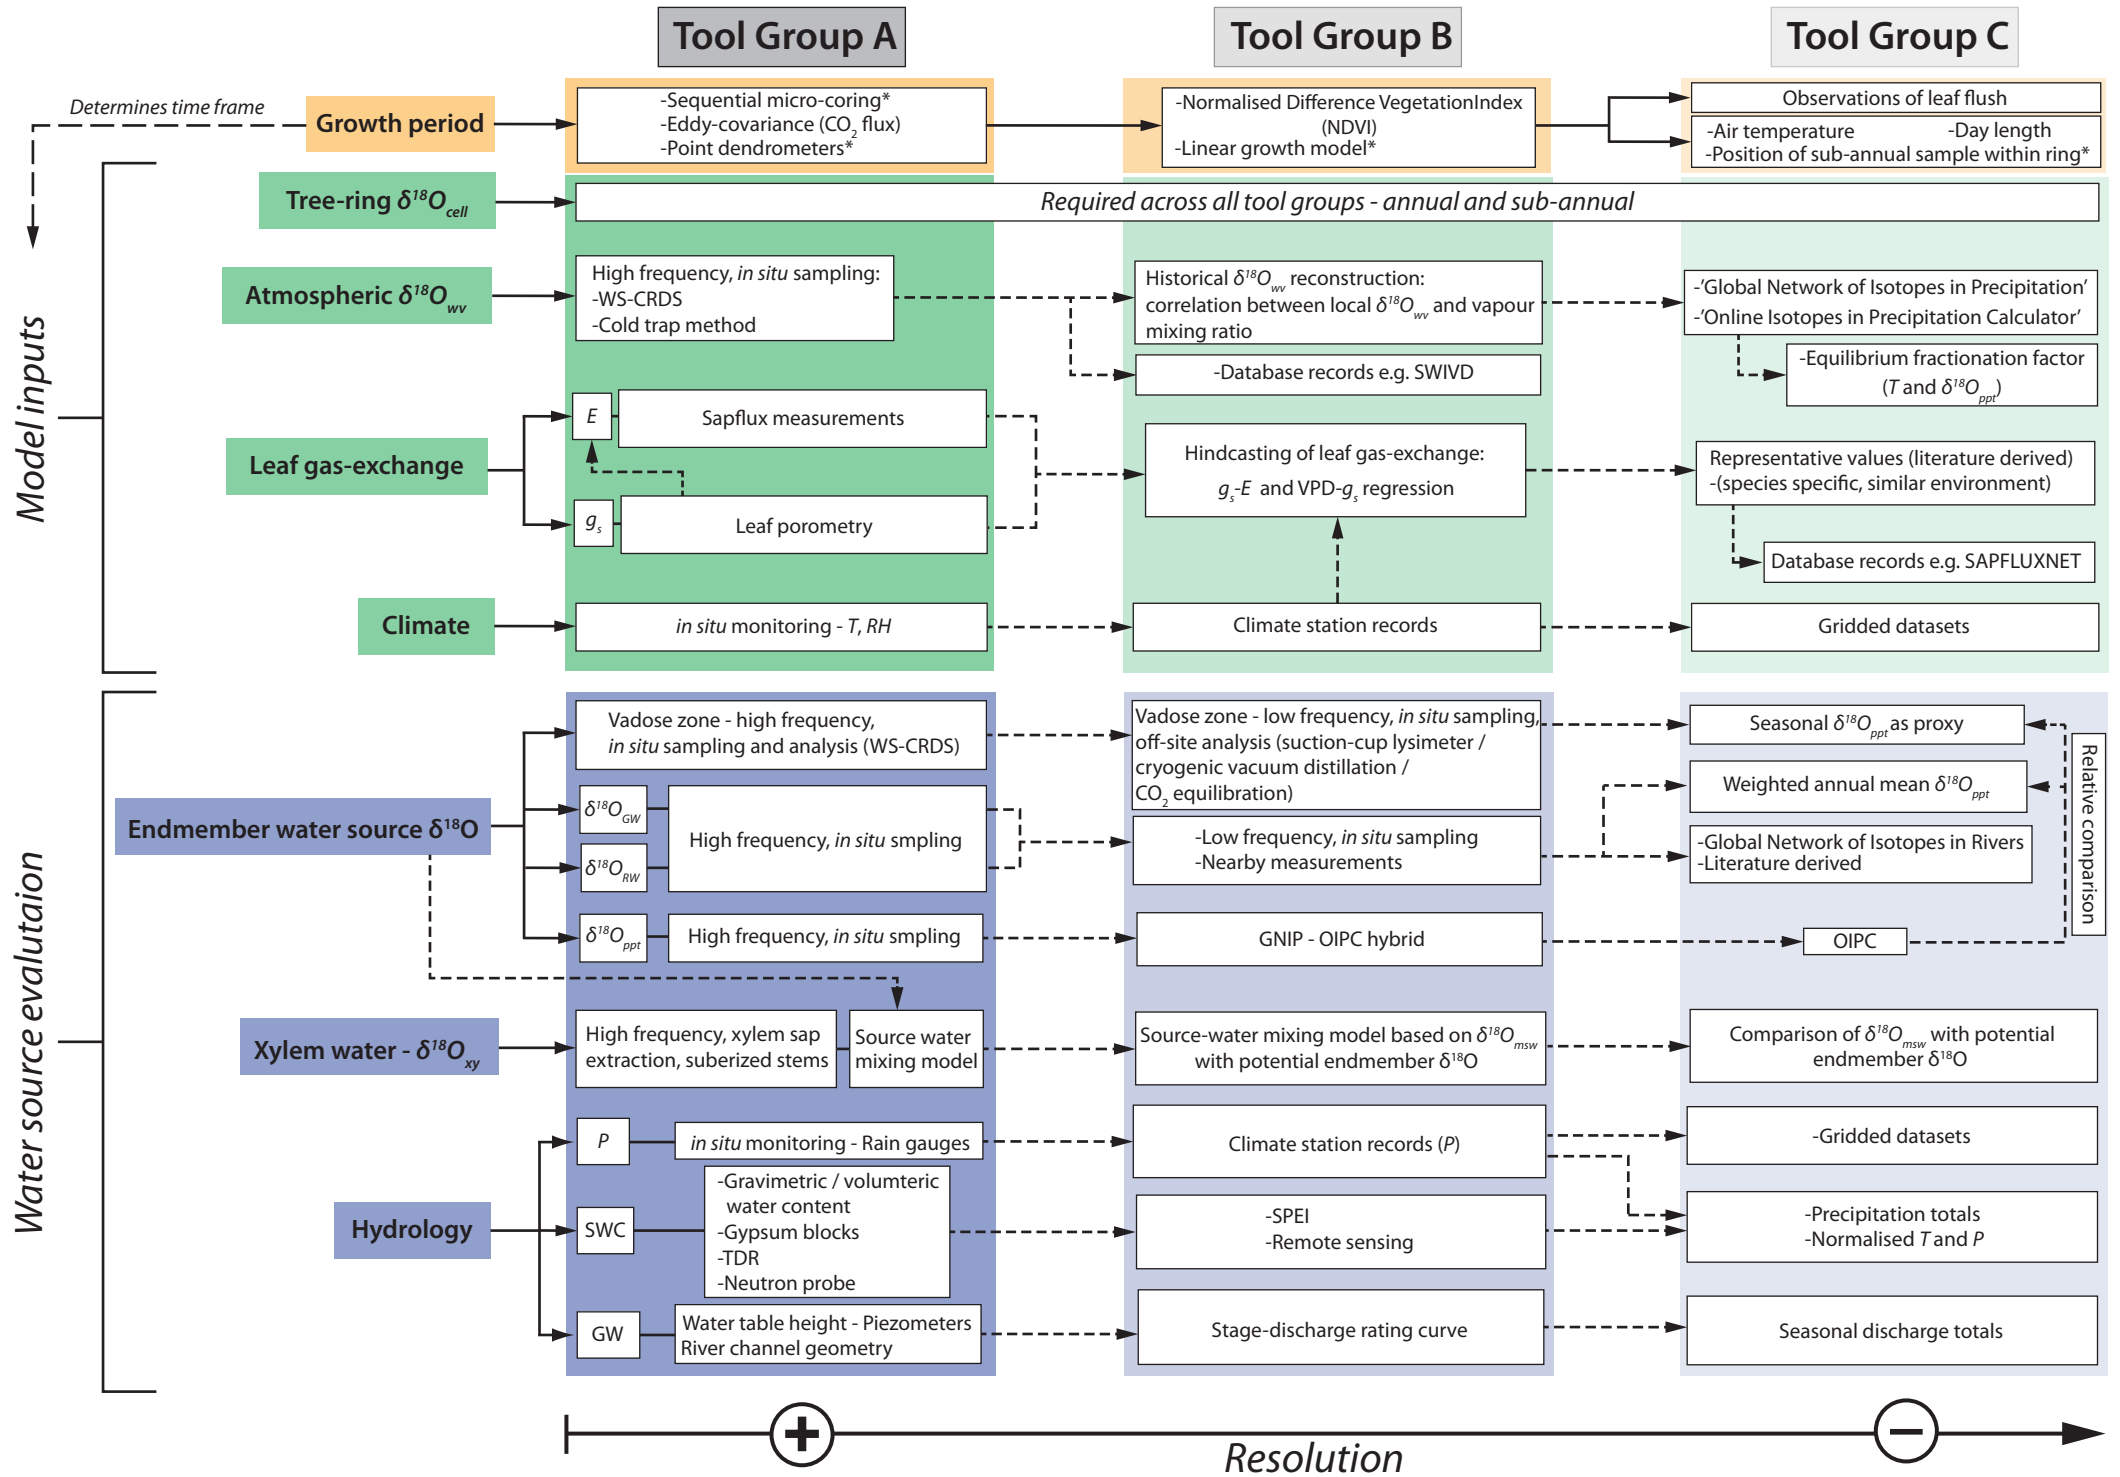 Tool Group A
Tool Group B
Tool Group C
Determines time frame
Growth period
-Sequential micro-coring*
-Eddy-covariance (CO2 flux)
-Point dendrometers*
-Normalised Difference VegetationIndex
(NDVI)
-Linear growth model*
Observations of leaf flush
-Air temperature -Day length
-Position of sub-annual sample within ring*
Model inputs
Tree-ring δ18Ocell
Required across all tool groups - annual and sub-annual
Atmospheric δ18Owv
High frequency, in situ sampling:
-WS-CRDS
-Cold trap method
Historical δ18Owv reconstruction:
correlation between local δ18Owv and vapour
mixing ratio
-Database records e.g. SWIVD
-'Global Network of Isotopes in Precipitation'
-'Online Isotopes in Precipitation Calculator'
-Equilibrium fractionation factor
(T and δ18Oppt)
Leaf gas-exchange
E
Sapflux measurements
gs
Leaf porometry
Hindcasting of leaf gas-exchange:
gs-E and VPD-gs regression
Representative values (literature derived)
-(species specific, similar environment)
Database records e.g. SAPFLUXNET
Climate
in situ monitoring - T, RH
Climate station records
Gridded datasets
Water source evalutaion
Endmember water source δ18O
Vadose zone - high frequency,
in situ sampling and analysis (WS-CRDS)
Vadose zone - low frequency, in situ sampling,
off-site analysis (suction-cup lysimeter /
cryogenic vacuum distillation /
CO2 equilibration)
Seasonal δ18Oppt as proxy
δ18OGW
δ18ORW
High frequency, in situ smpling
-Low frequency, in situ sampling
-Nearby measurements
Weighted annual mean δ18Oppt
-Global Network of Isotopes in Rivers
-Literature derived
Relative comparison
δ18Oppt
High frequency, in situ smpling
GNIP - OIPC hybrid
OIPC
Xylem water - δ18Oxy
High frequency, xylem sap
extraction, suberized stems
Source water
mixing model
Source-water mixing model based on δ18Omsw
with potential endmember δ18O
Comparison of δ18Omsw with potential
endmember δ18O
Hydrology
P
in situ monitoring - Rain gauges
Climate station records (P)
-Gridded datasets
SWC
-Gravimetric / volumteric
water content
-Gypsum blocks
-TDR
-Neutron probe
-SPEI
-Remote sensing
-Precipitation totals
-Normalised T and P
GW
Water table height - Piezometers
River channel geometry
Stage-discharge rating curve
Seasonal discharge totals
+
−
Resolution